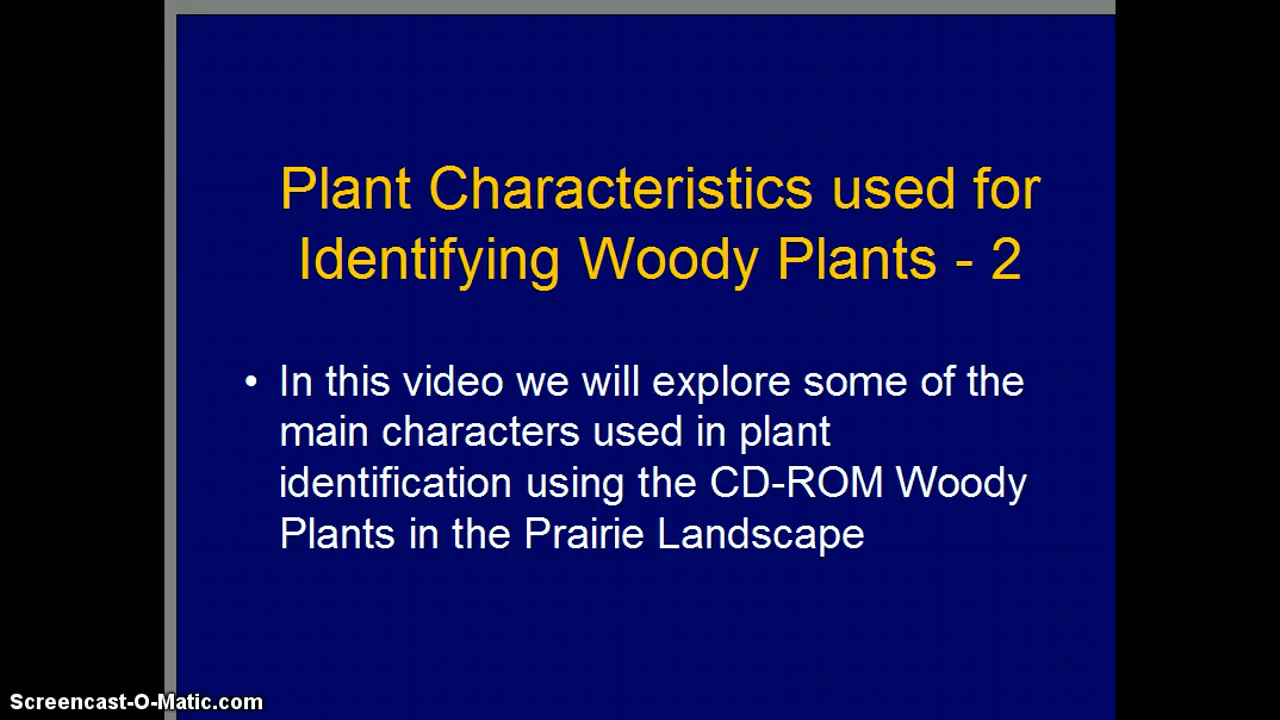 Plant Characteristics used for
Identifying Woody Plants - 2
• In this video we will explore some of the
main characters used in plant
identification using the CD-ROM Woody
Plants in the Prairie Landscape
Screencast-O-Matic.com